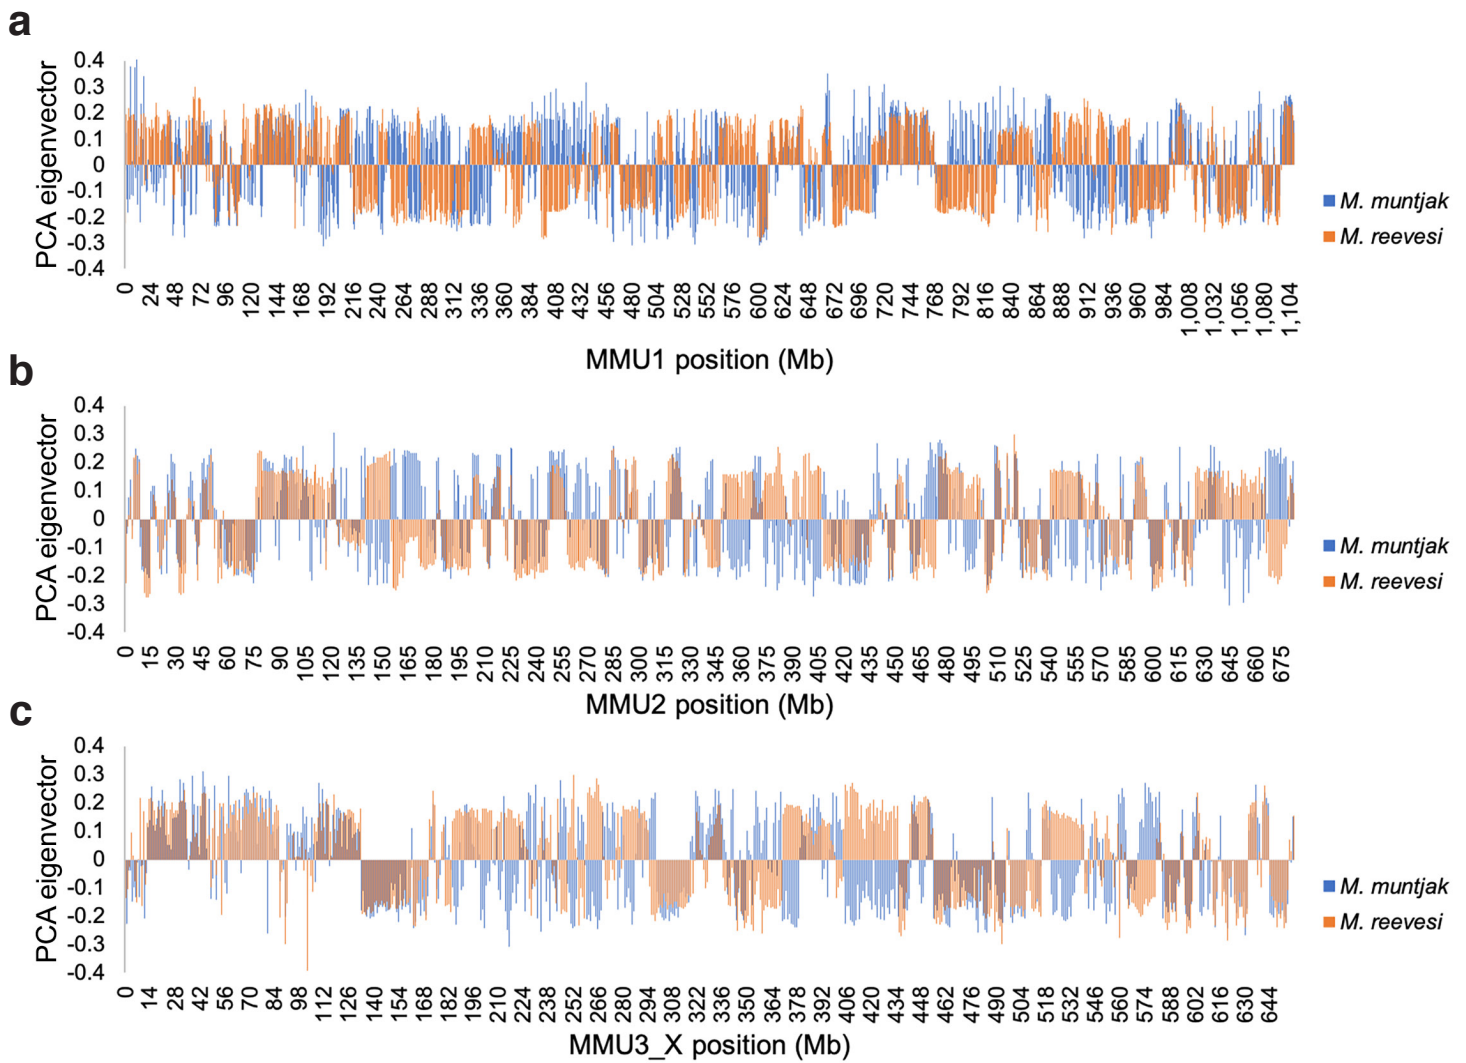 a
PCA eigenvector
0.4
0.3
0.2
0.1
0
-0.1
-0.2
-0.3
-0.4
0 24 48 72 96 120 144 168 192 216 240 264 288 312 336 360 384 408 432 456 480 504 528 552 576 600 624 648 672 696 720 744 768 792 816 840 864 888 912 936 960 984 1,008 1,032 1,056 1,080 1,104
MMU1 position (Mb)
M. muntjak
M. reevesi
b
PCA eigenvector
0.4
0.3
0.2
0.1
0
-0.1
-0.2
-0.3
-0.4
0 15 30 45 60 75 90 105 120 135 150 165 180 195 210 225 240 255 270 285 300 315 330 345 360 375 390 405 420 435 450 465 480 495 510 525 540 555 570 585 600 615 630 645 660 675
MMU2 position (Mb)
M. muntjak
M. reevesi
c
PCA eigenvector
0.4
0.3
0.2
0.1
0
-0.1
-0.2
-0.3
-0.4
0 14 28 42 56 70 84 98 112 126 140 154 168 182 196 210 224 238 252 266 280 294 308 322 336 350 364 378 392 406 420 434 448 462 476 490 504 518 532 546 560 574 588 602 616 630 644
MMU3_X position (Mb)
M. muntjak
M. reevesi